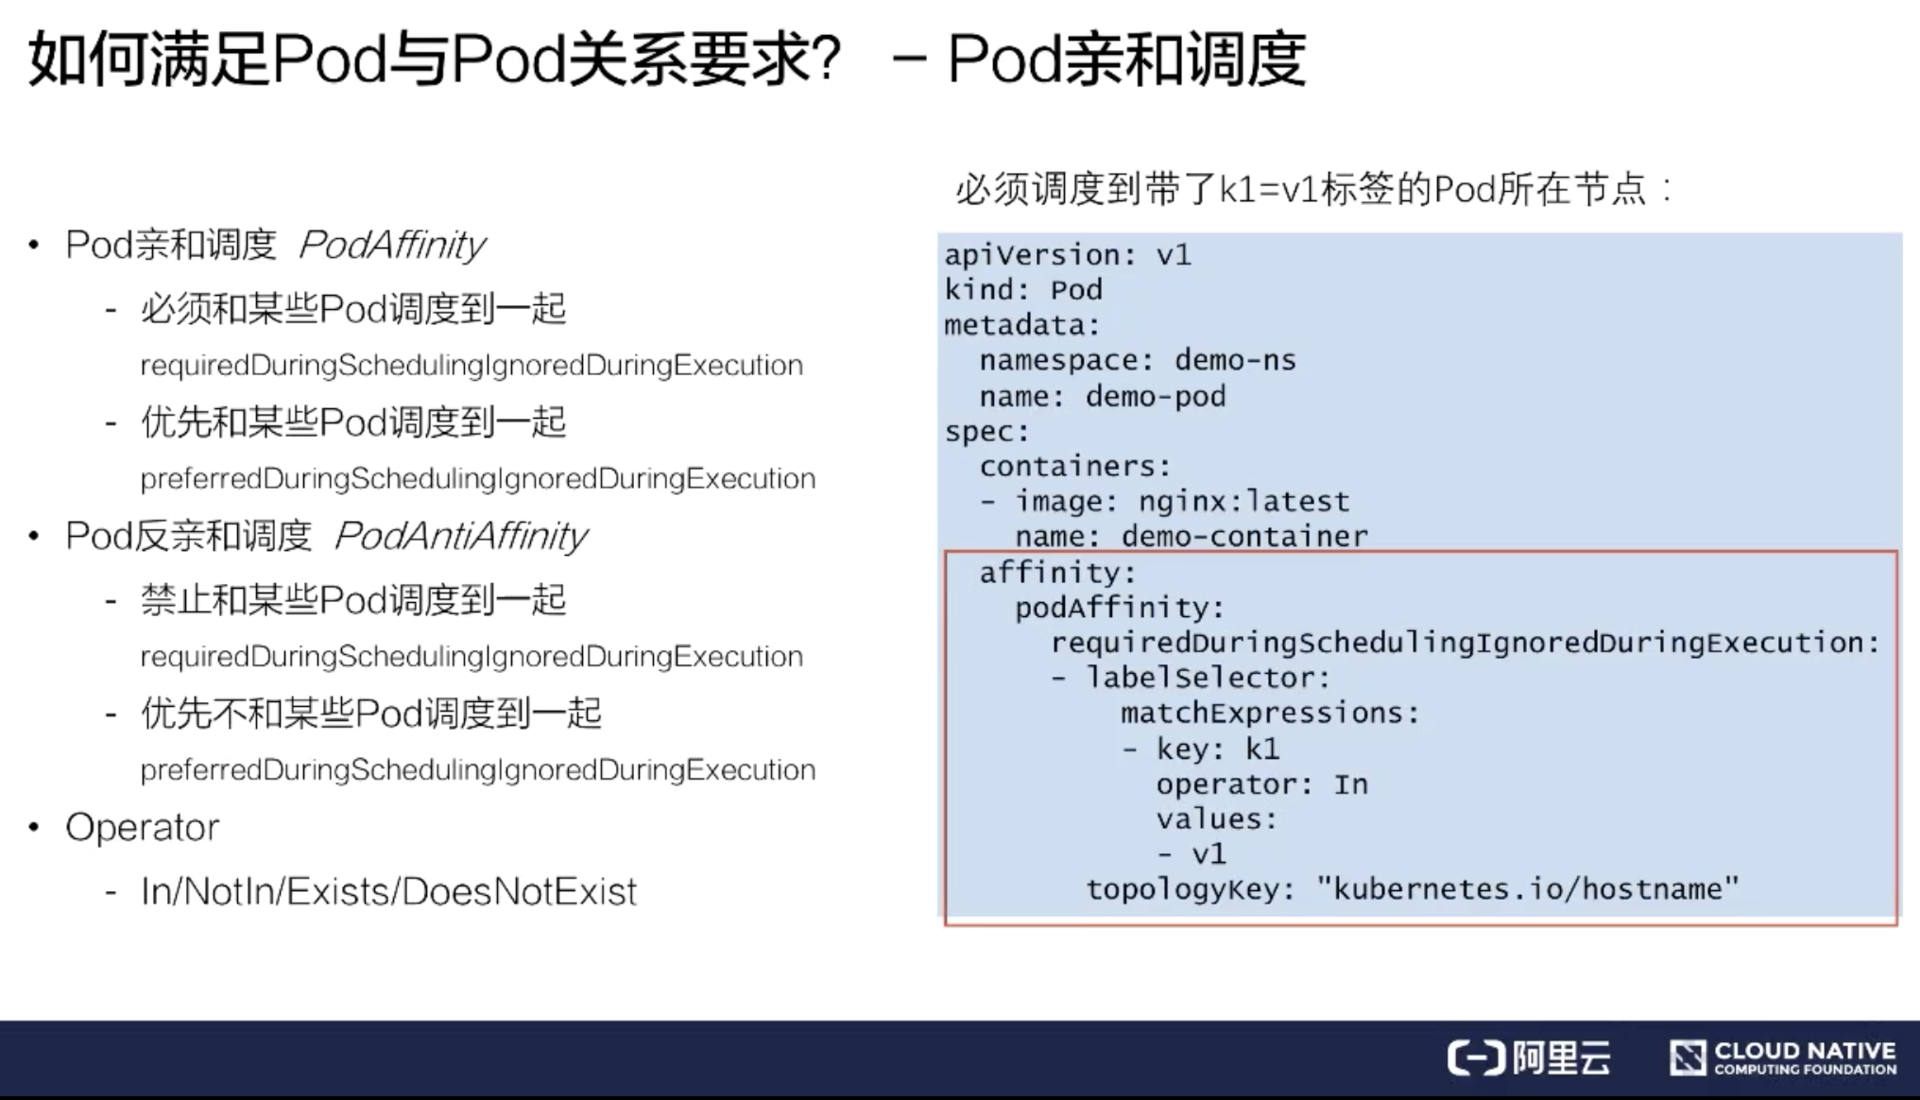 如何满足Pod与Pod关系要求? － Pod亲和调度
• Pod亲和调度 PodAffinity
- 必须和某些Pod调度到一起
requiredDuringSchedulingIgnoredDuringExecution
- 优先和某些Pod调度到一起
preferredDuringSchedulingIgnoredDuringExecution
• Pod反亲和调度 PodAntiAffinity
- 禁止和某些Pod调度到一起
requiredDuringSchedulingIgnoredDuringExecution
- 优先不和某些Pod调度到一起
preferredDuringSchedulingIgnoredDuringExecution
• Operator
- In/NotIn/Exists/DoesNotExist
必须调度到带了k1=v1标签的Pod所在节点：
apiVersion: v1
kind: Pod
metadata:
  namespace: demo-ns
  name: demo-pod
spec:
  containers:
  - image: nginx:latest
    name: demo-container
  affinity:
    podAffinity:
      requiredDuringSchedulingIgnoredDuringExecution:
      - labelSelector:
          matchExpressions:
          - key: k1
            operator: In
            values:
            - v1
        topologyKey: "kubernetes.io/hostname"
阿里云
CLOUD NATIVE
COMPUTING FOUNDATION